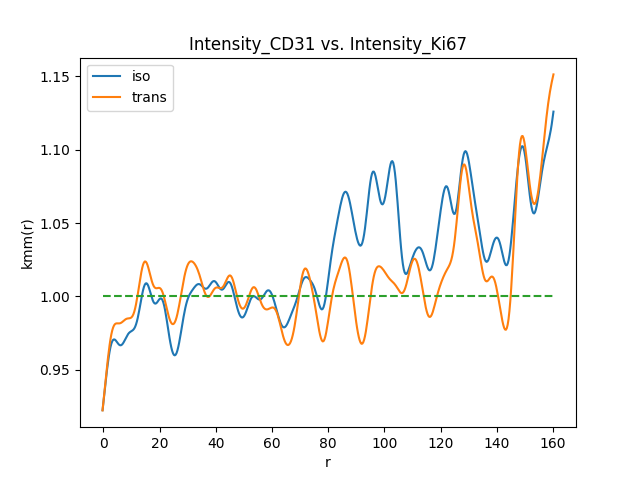 Intensity_CD31 vs. Intensity_Ki67
iso
trans
kmm(r)
1.15
1.10
1.05
1.00
0.95
0 20 40 60 80 100 120 140 160
r